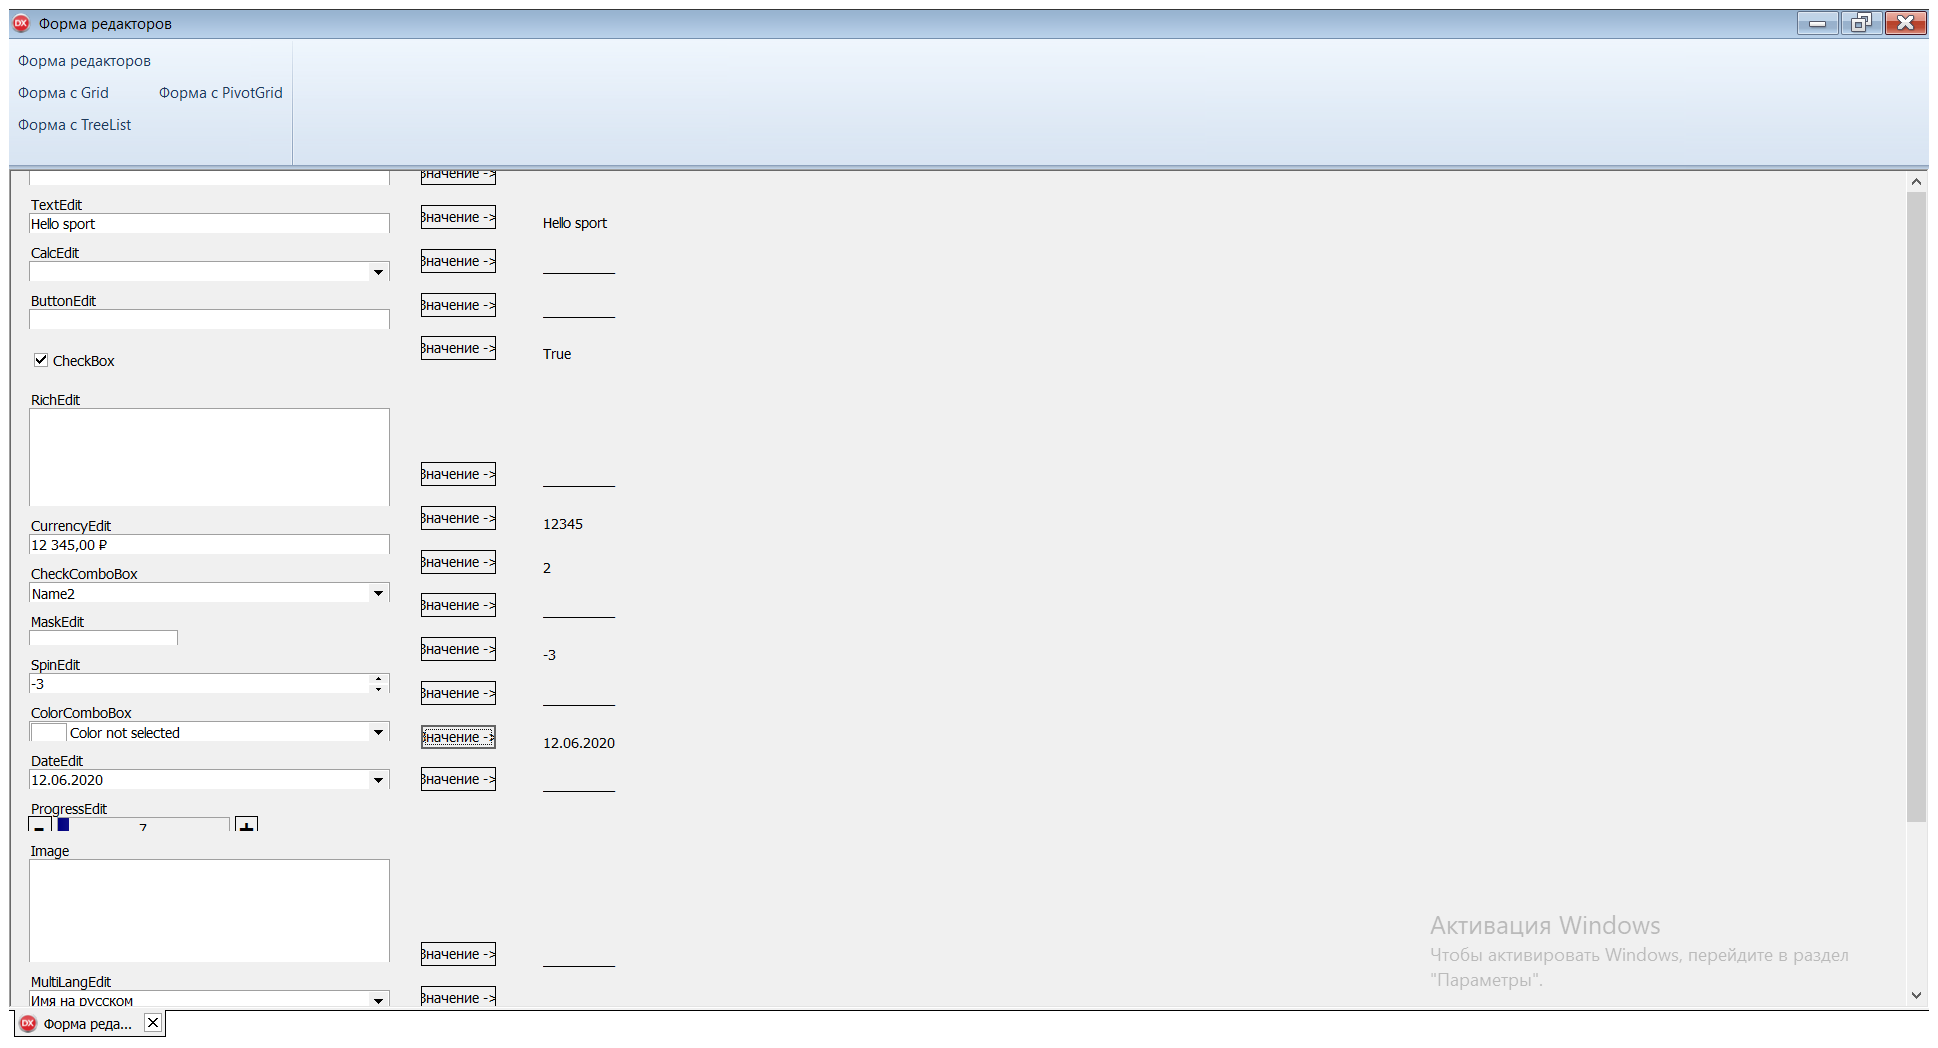 Форма редакторов
Форма редакторов
Форма с Grid Форма с PivotGrid
Форма с TreeList
Значение ->
TextEdit
Hello sport Значение -> Hello sport
CalcEdit
Значение ->
ButtonEdit
Значение ->
CheckBox Значение -> True
RichEdit
Значение ->
CurrencyEdit
12 345,00 ₽ Значение -> 12345
CheckComboBox
Name2 Значение -> 2
MaskEdit
Значение ->
SpinEdit
-3 Значение -> -3
ColorComboBox
Color not selected Значение ->
DateEdit
12.06.2020 Значение -> 12.06.2020
ProgressEdit
- 7 + Значение ->
Image
Значение ->
MultiLangEdit
Имя на русском Значение ->
Активация Windows
Чтобы активировать Windows, перейдите в раздел
"Параметры".
DX Форма реда...